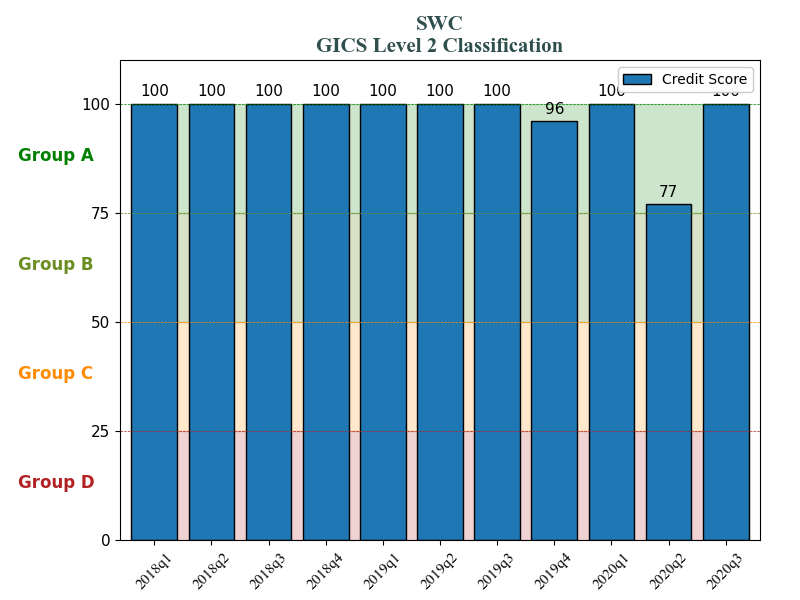 SWC
GICS Level 2 Classification
Credit Score
100 100 100 100 100 100 100 96 100 77 100
100
Group A
75
Group B
50
Group C
25
Group D
0
2018q1 2018q2 2018q3 2018q4 2019q1 2019q2 2019q3 2019q4 2020q1 2020q2 2020q3